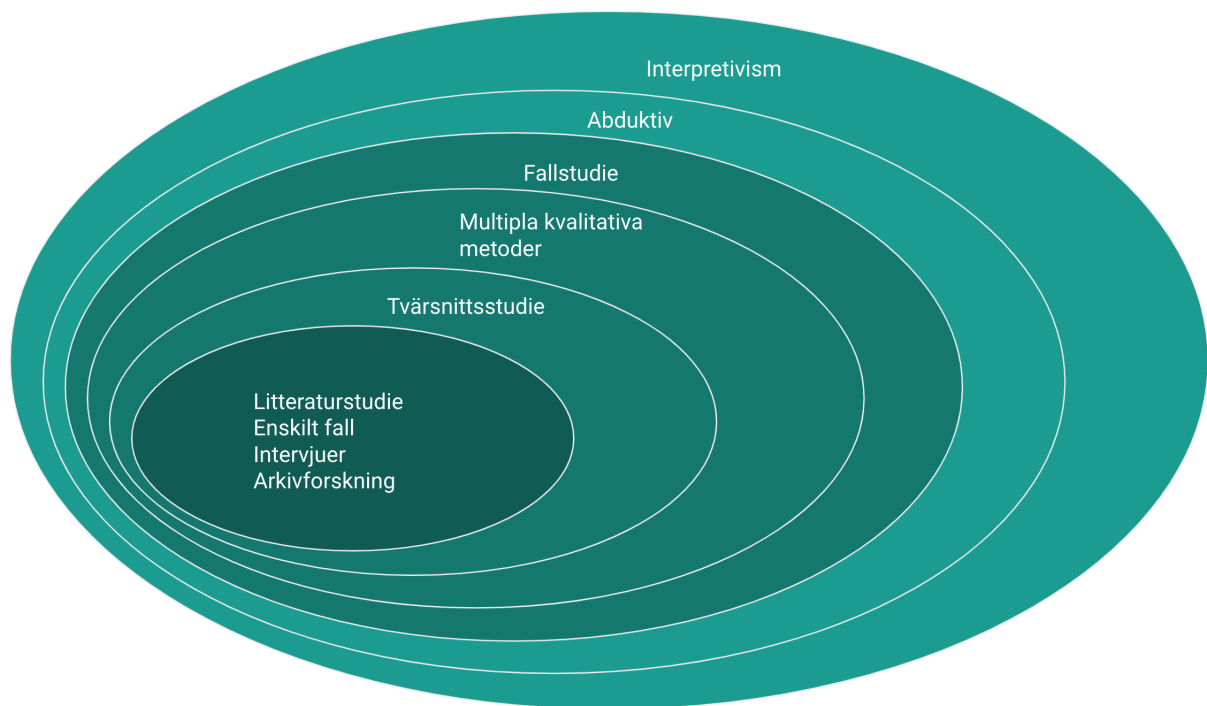 Interpretivism
Abduktiv
Fallstudie
Multipla kvalitativa
metoder
Tvärsnittsstudie
Litteraturstudie
Enskilt fall
Intervjuer
Arkivforskning